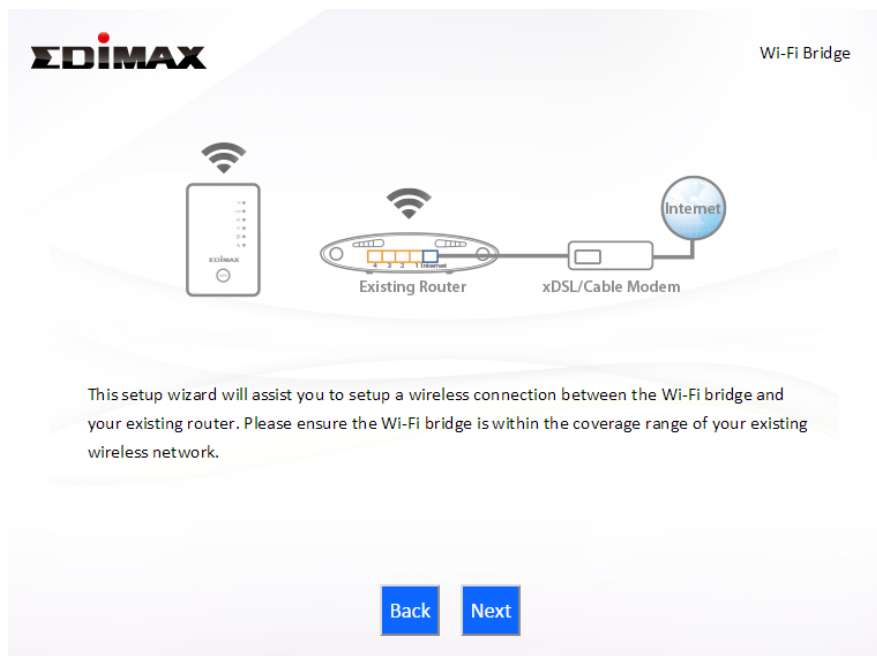 EDIMAX
Wi-Fi Bridge
Internet
EDIMAX
4 3 2 1 Internet
Existing Router
xDSL/Cable Modem
This setup wizard will assist you to setup a wireless connection between the Wi-Fi bridge and
your existing router. Please ensure the Wi-Fi bridge is within the coverage range of your existing
wireless network.
Back
Next